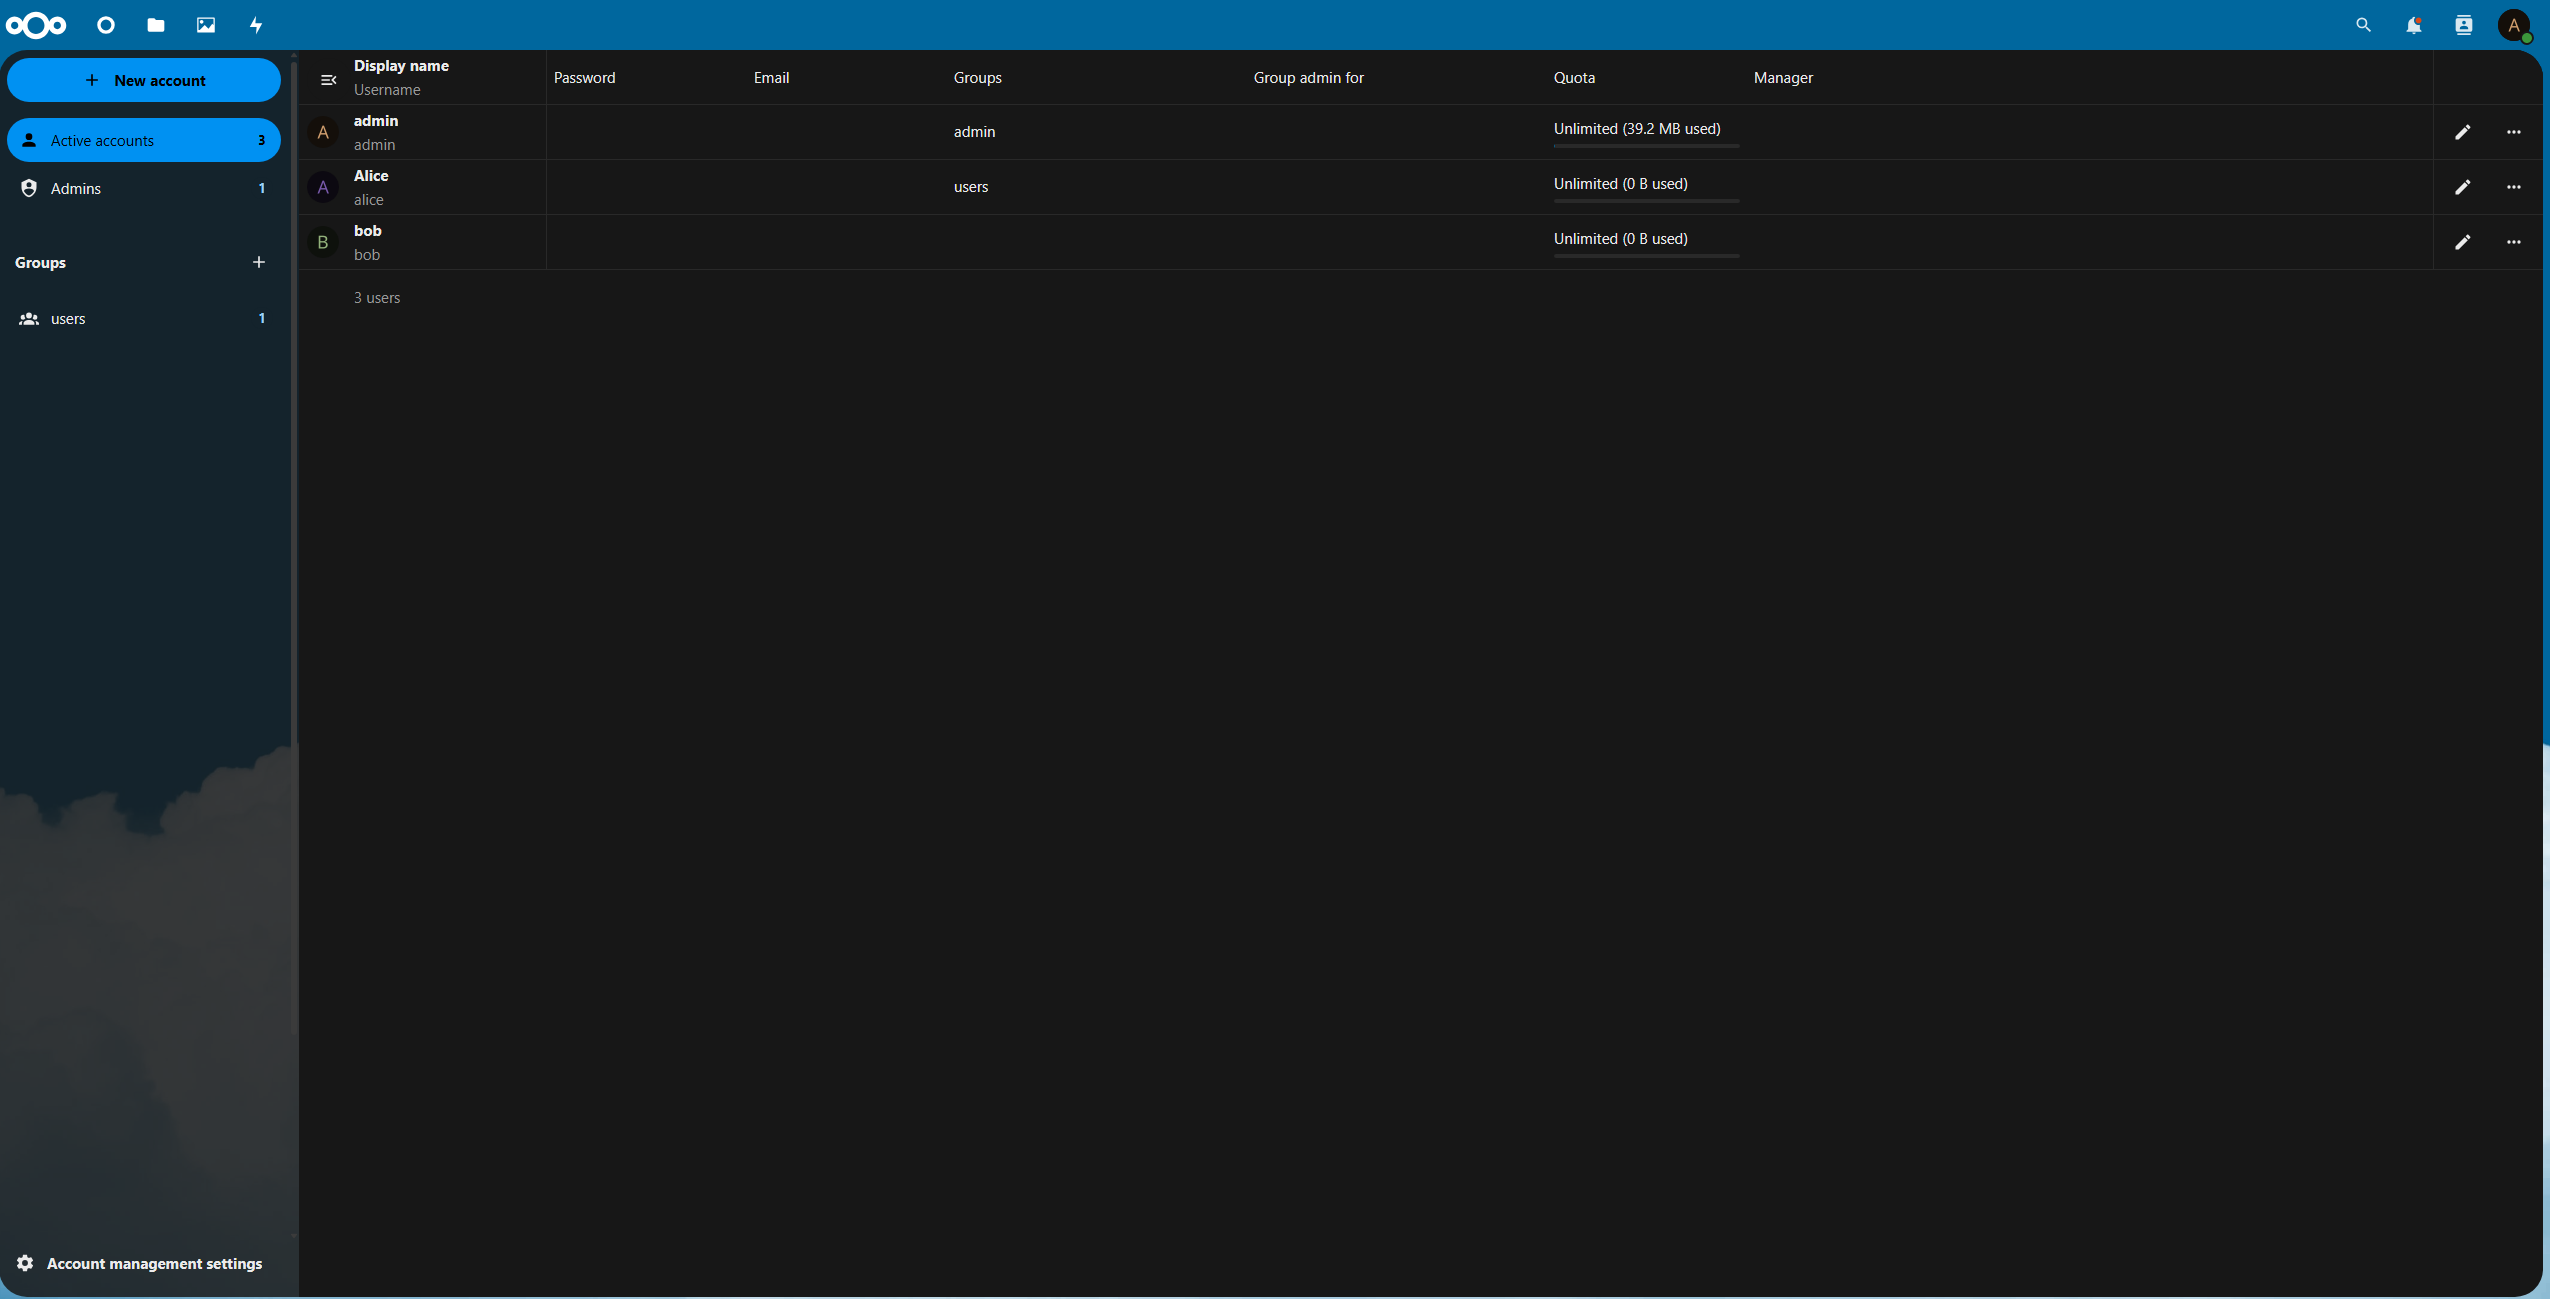 A
New account
Active accounts 3
Admins 1
Groups
users 1
Account management settings
Display name
Username
Password Email Groups Group admin for Quota Manager
A admin
admin
admin Unlimited (39.2 MB used)
A Alice
alice
users Unlimited (0 B used)
B bob
bob
Unlimited (0 B used)
3 users